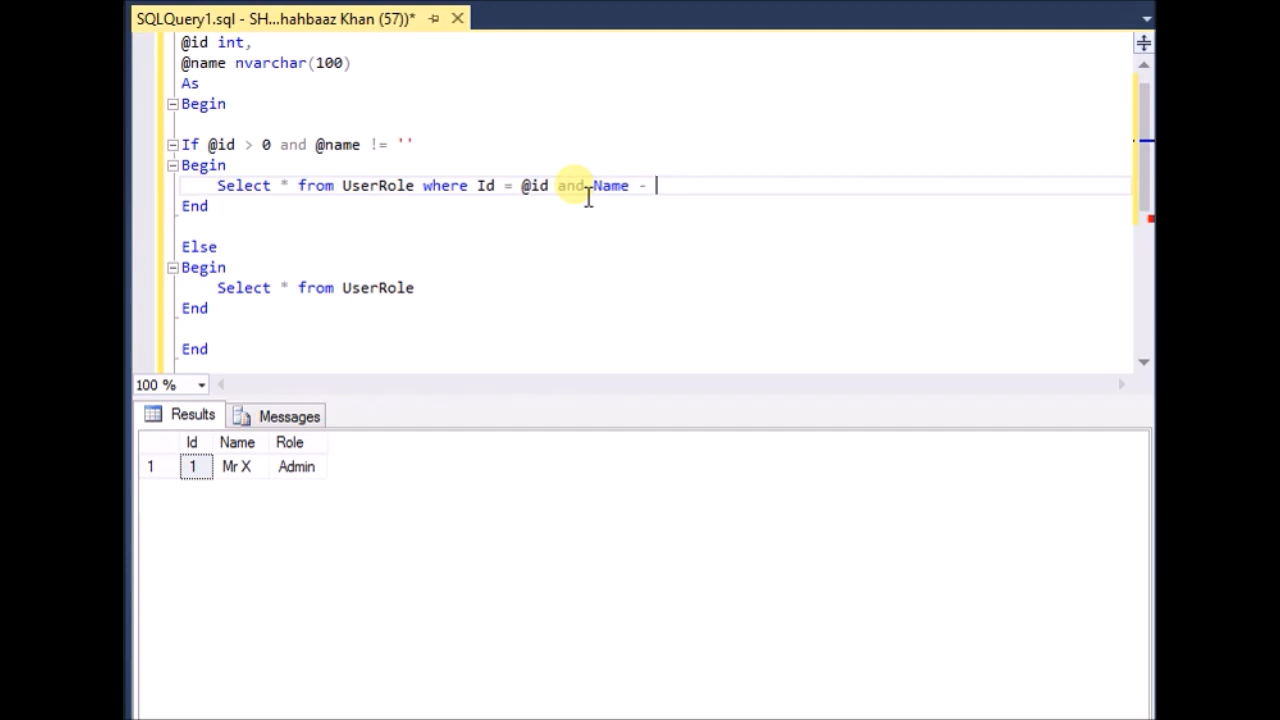 SQLQuery1.sql - SH...hahbaaz Khan (57))*
@id int,
@name nvarchar(100)
As
Begin
If @id > 0 and @name != ''
Begin
Select * from UserRole where Id = @id and Name -
End
Else
Begin
Select * from UserRole
End
End
100 %
Results Messages
Id Name Role
1 1 Mr X Admin